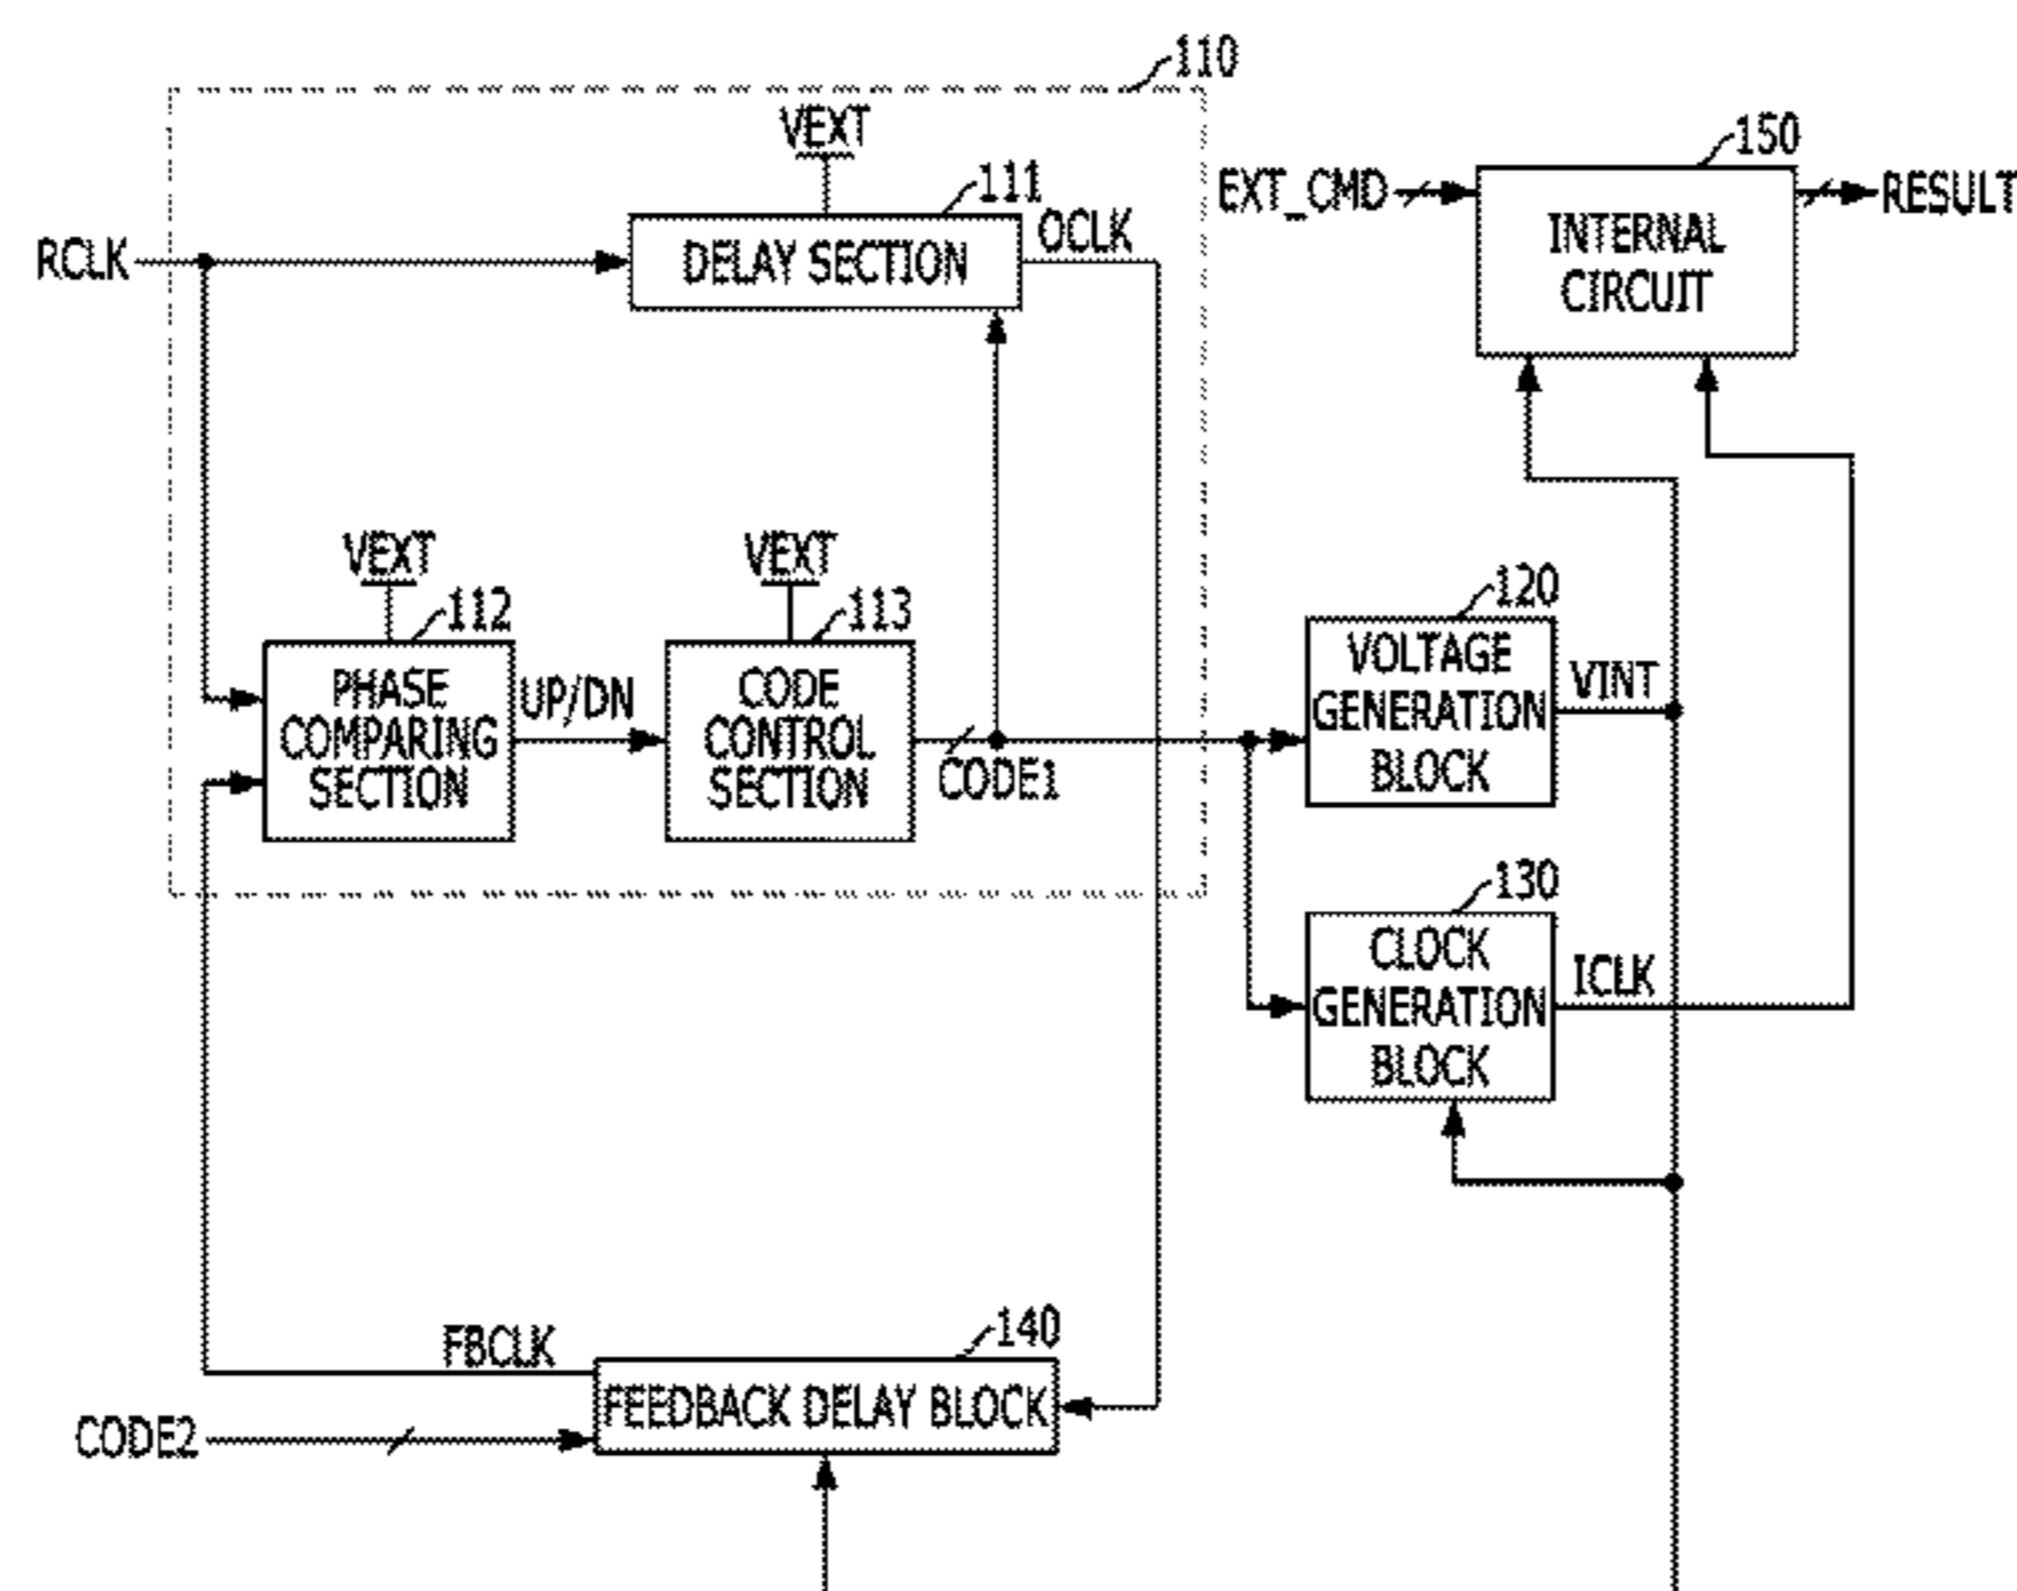 110
VEXT
150
111
EXT_CMD
RESULT
OCLK
RCLK
DELAY SECTION
INTERNAL
CIRCUIT
VEXT
VEXT
112
113
120
PHASE
COMPARING
SECTION
UP/DN
CODE
CONTROL
SECTION
CODE1
VOLTAGE
GENERATION
BLOCK
VINT
130
CLOCK
GENERATION
BLOCK
ICLK
140
FBCLK
FEEDBACK DELAY BLOCK
CODE2